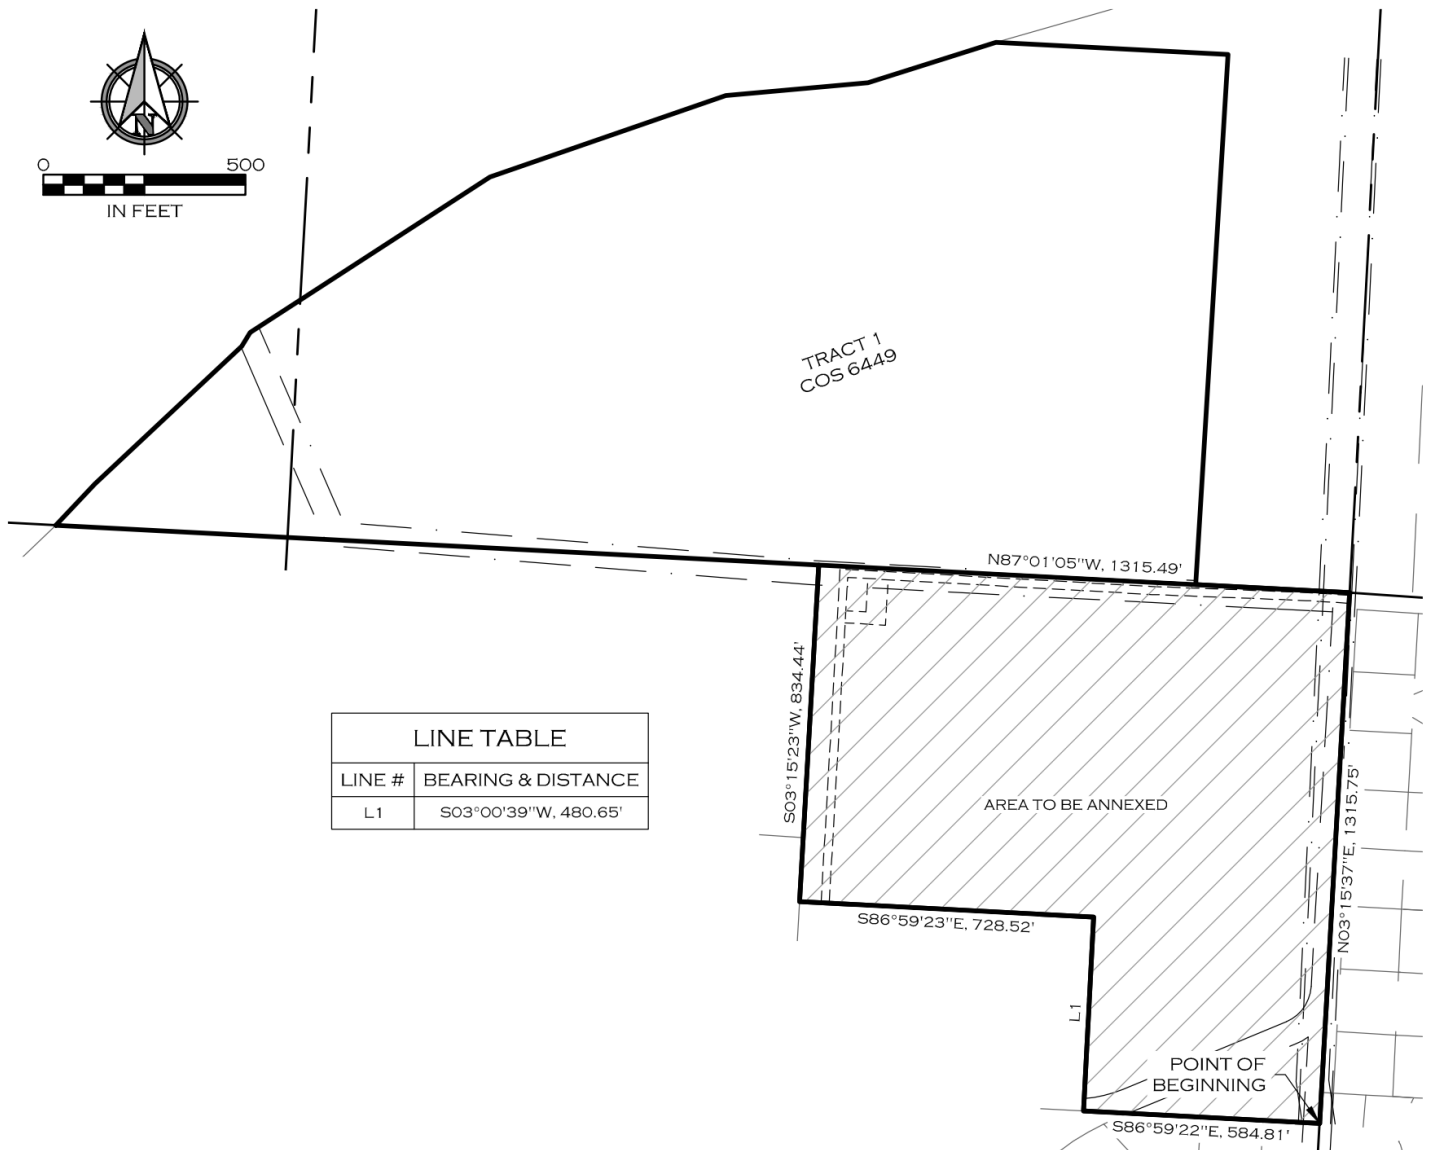 N
0 500
IN FEET
TRACT 1
COS 6449
N87°01'05"W, 1315.49'
S03°15'23"W, 834.44'
LINE TABLE
LINE # BEARING & DISTANCE
L1 S03°00'39"W, 480.65'
AREA TO BE ANNEXED
N03°15'37"E, 1315.75'
S86°59'23"E, 728.52'
L1
POINT OF
BEGINNING
S86°59'22"E, 584.81'